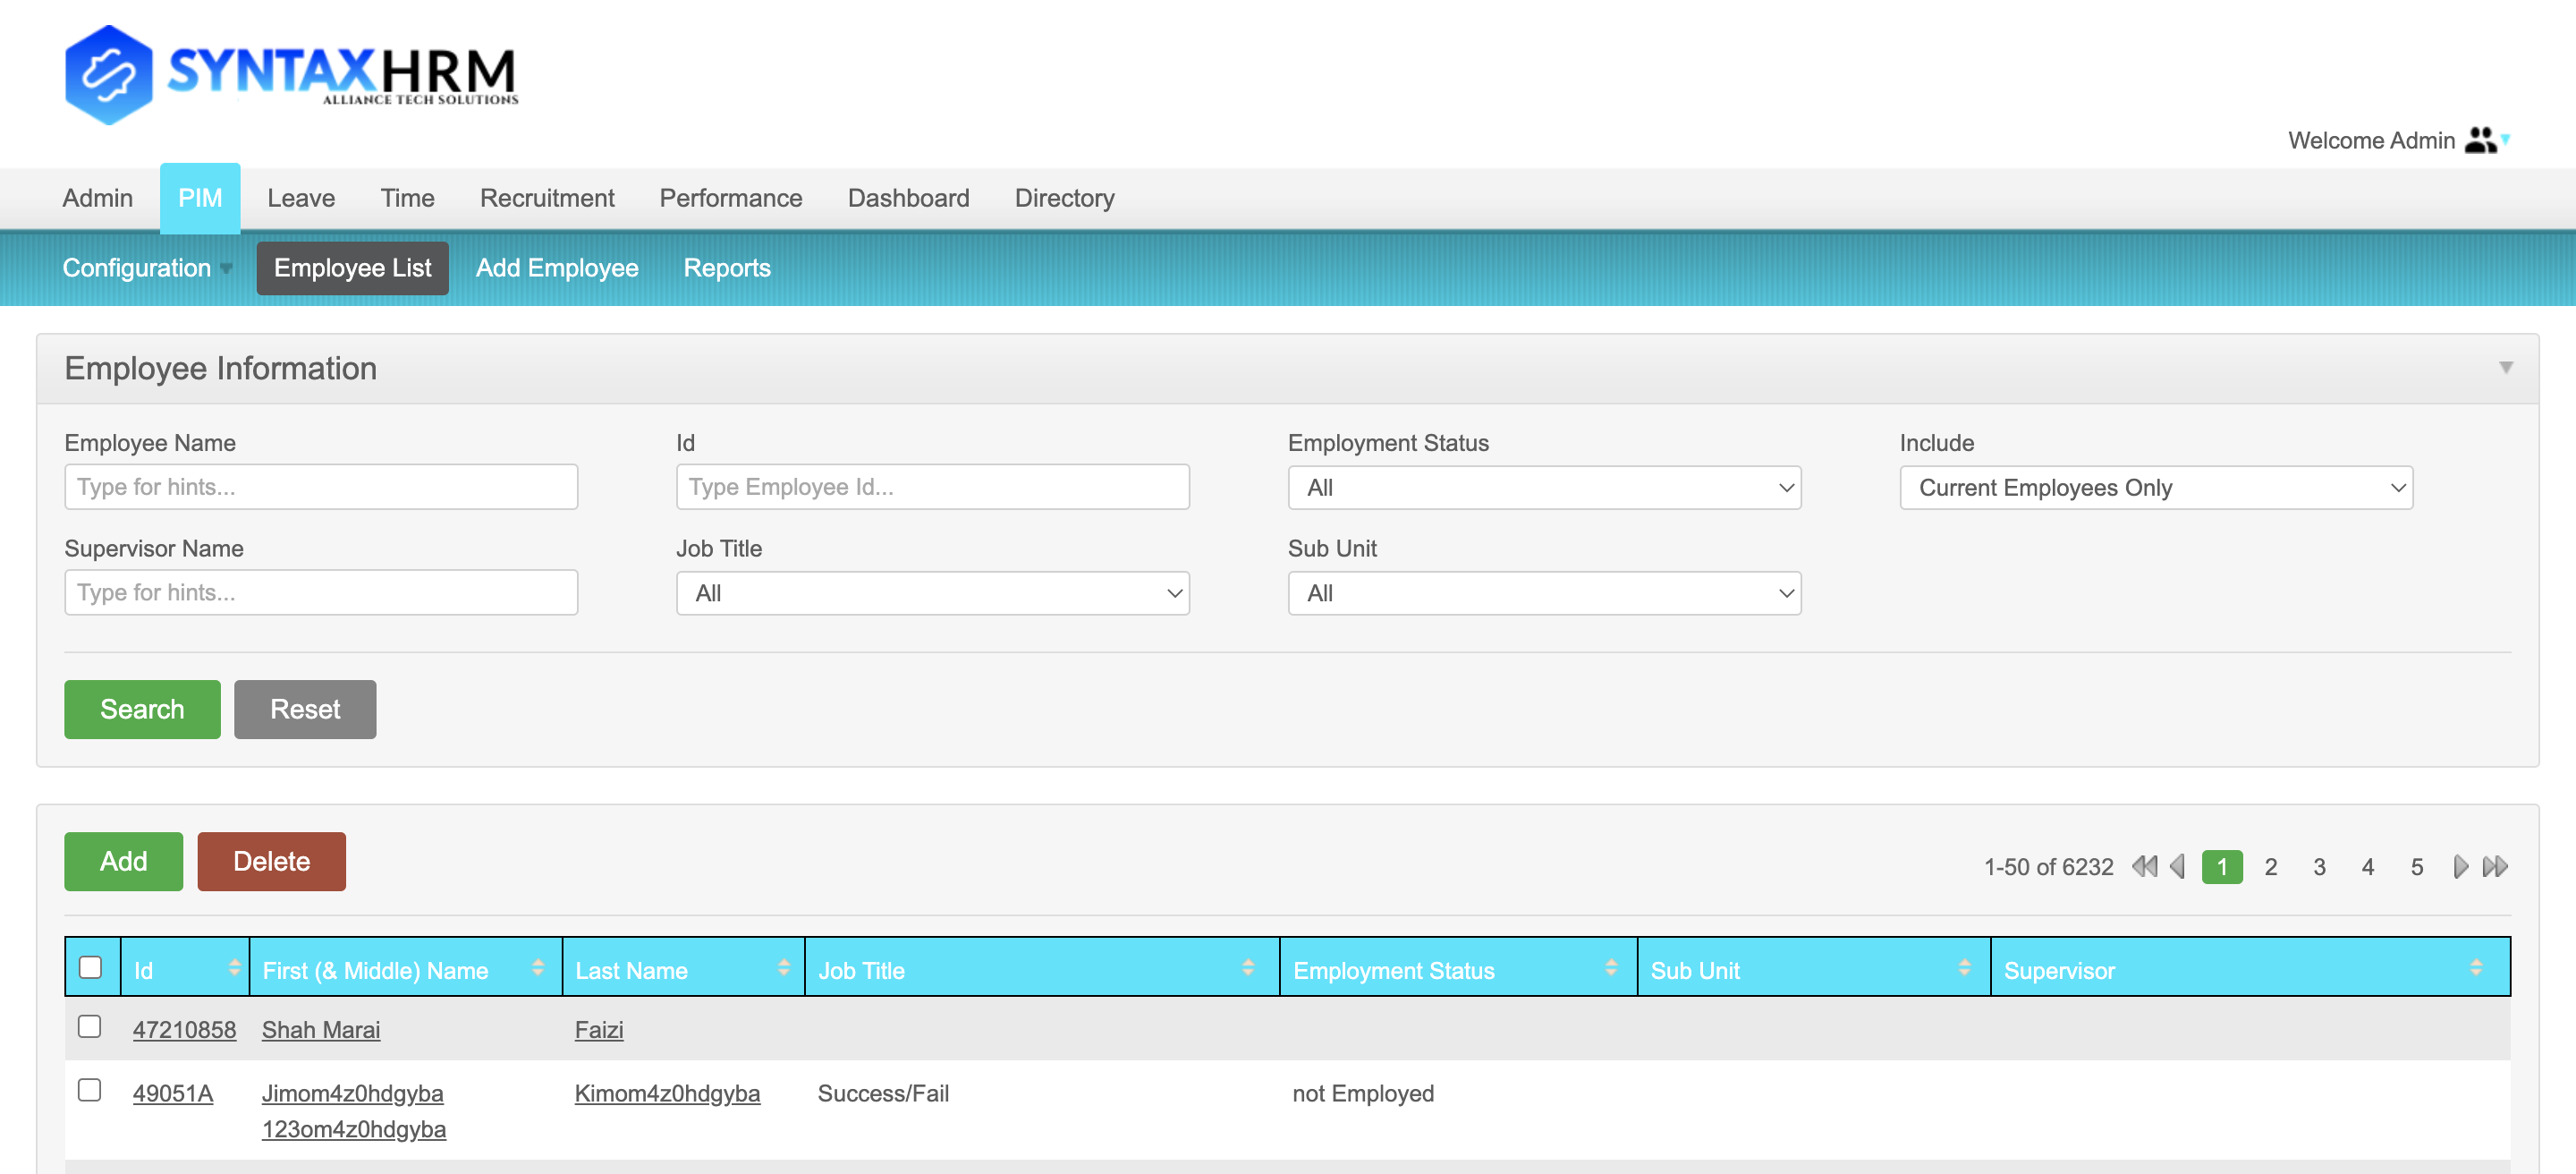 SYNTAXHRM
ALLIANCE TECH SOLUTIONS
Welcome Admin
Admin PIM Leave Time Recruitment Performance Dashboard Directory
Configuration Employee List Add Employee Reports
Employee Information
Employee Name Id Employment Status Include
Type for hints... Type Employee Id... All Current Employees Only
Supervisor Name Job Title Sub Unit
Type for hints... All All
Search Reset
Add Delete 1-50 of 6232 1 2 3 4 5
Id First (& Middle) Name Last Name Job Title Employment Status Sub Unit Supervisor
47210858 Shah Marai Faizi
49051A Jimom4z0hdgyba Kimom4z0hdgyba Success/Fail not Employed
123om4z0hdgyba